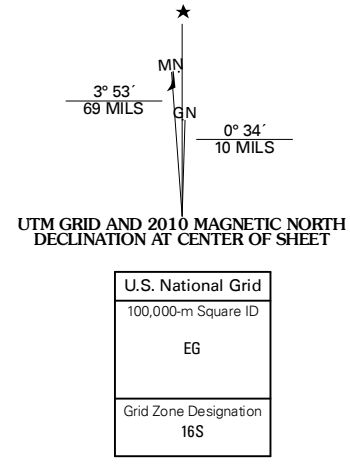 MN
3° 53´
69 MILS
GN
0° 34´
10 MILS
UTM GRID AND 2010 MAGNETIC NORTH
DECLINATION AT CENTER OF SHEET
U.S. National Grid
100,000-m Square ID
EG
Grid Zone Designation
16S